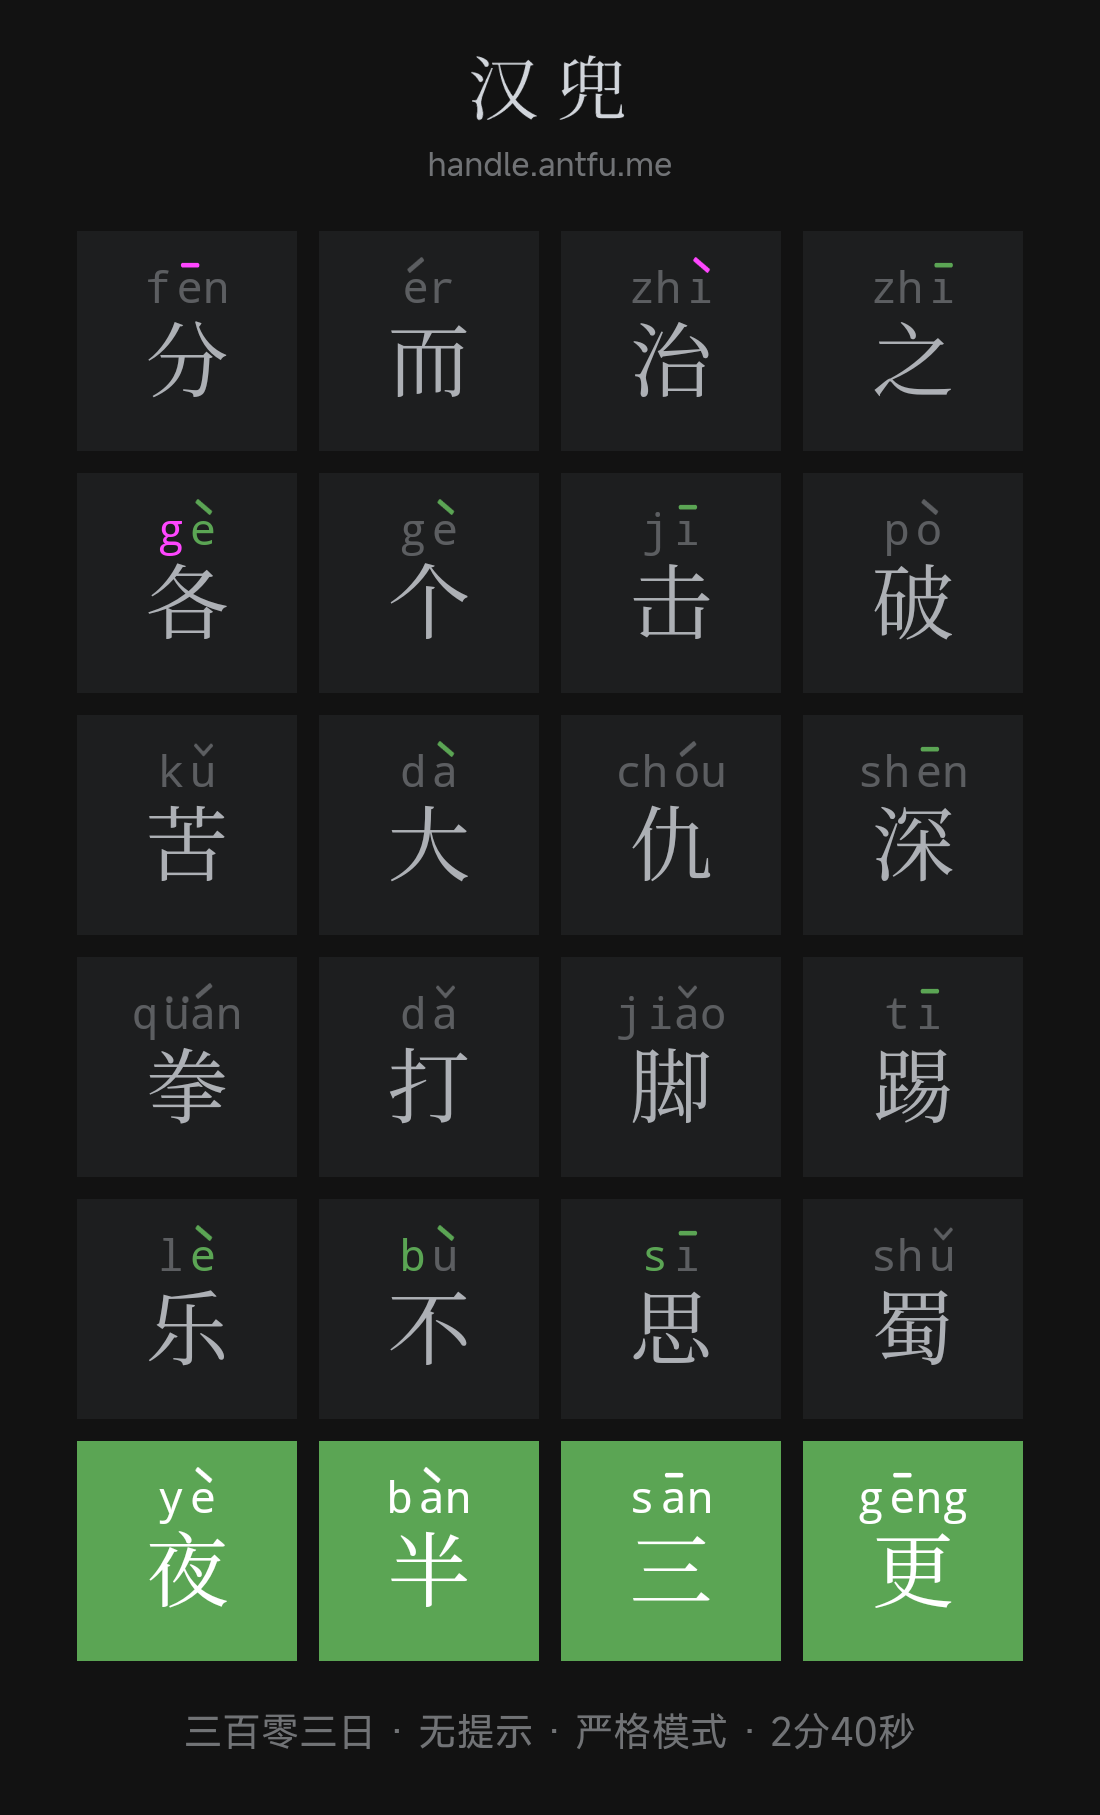 汉兜
handle.antfu.me
fēn ér zhì zhī
分 而 治 之
gè gè jī pò
各 个 击 破
kǔ dà chóu shēn
苦 大 仇 深
qüán dǎ jiǎo tī
拳 打 脚 踢
lè bù sī shǔ
乐 不 思 蜀
yè bàn sān gēng
夜 半 三 更
三百零三日 · 无提示 · 严格模式 · 2分40秒